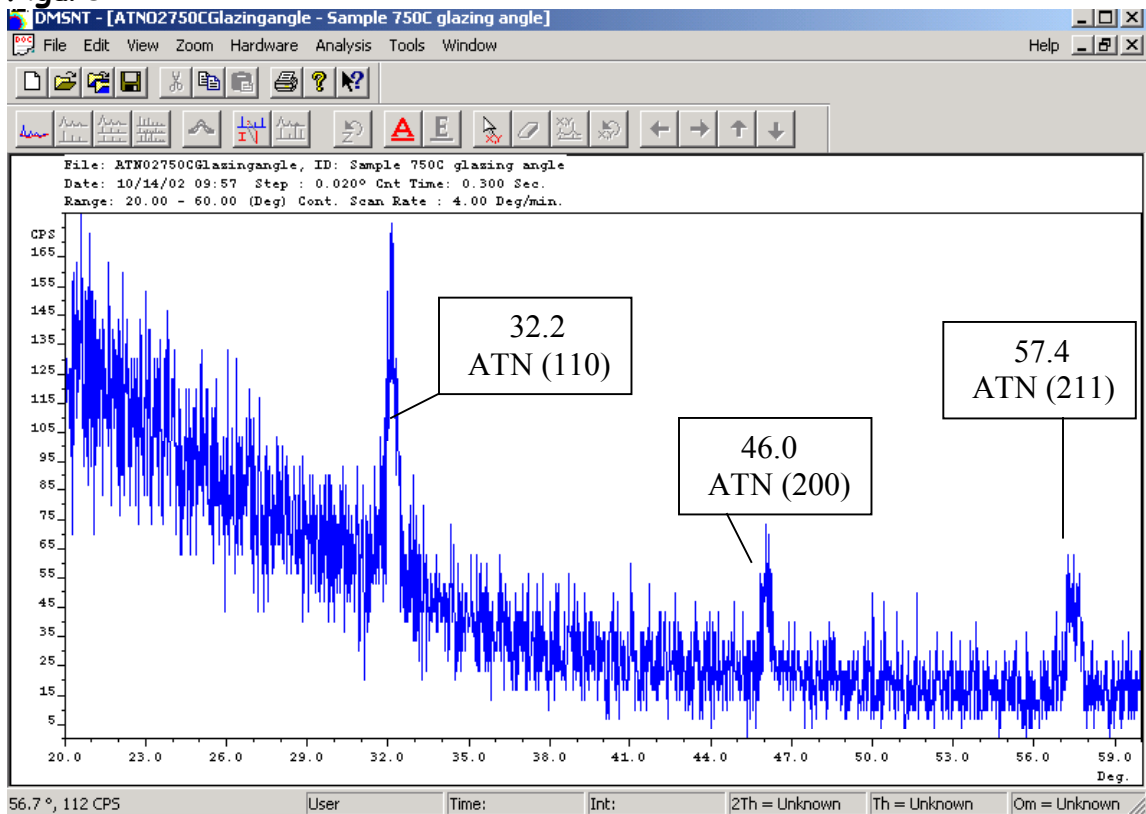 DMSNT - [ATNO2750CGlazingangle - Sample 750C glazing angle]
File Edit View Zoom Hardware Analysis Tools Window Help
File: ATNO2750CGlazingangle, ID: Sample 750C glazing angle
Date: 10/14/02 09:57 Step : 0.020° Cnt Time: 0.300 Sec.
Range: 20.00 - 60.00 (Deg) Cont. Scan Rate : 4.00 Deg/min.
CPS
165
155
145
135
125
115
105
95
85
75
65
55
45
35
25
15
5
32.2
ATN (110)
46.0
ATN (200)
57.4
ATN (211)
20.0 23.0 26.0 29.0 32.0 35.0 38.0 41.0 44.0 47.0 50.0 53.0 56.0 59.0
Deg.
56.7 °, 112 CPS User Time: Int: 2Th = Unknown Th = Unknown Om = Unknown